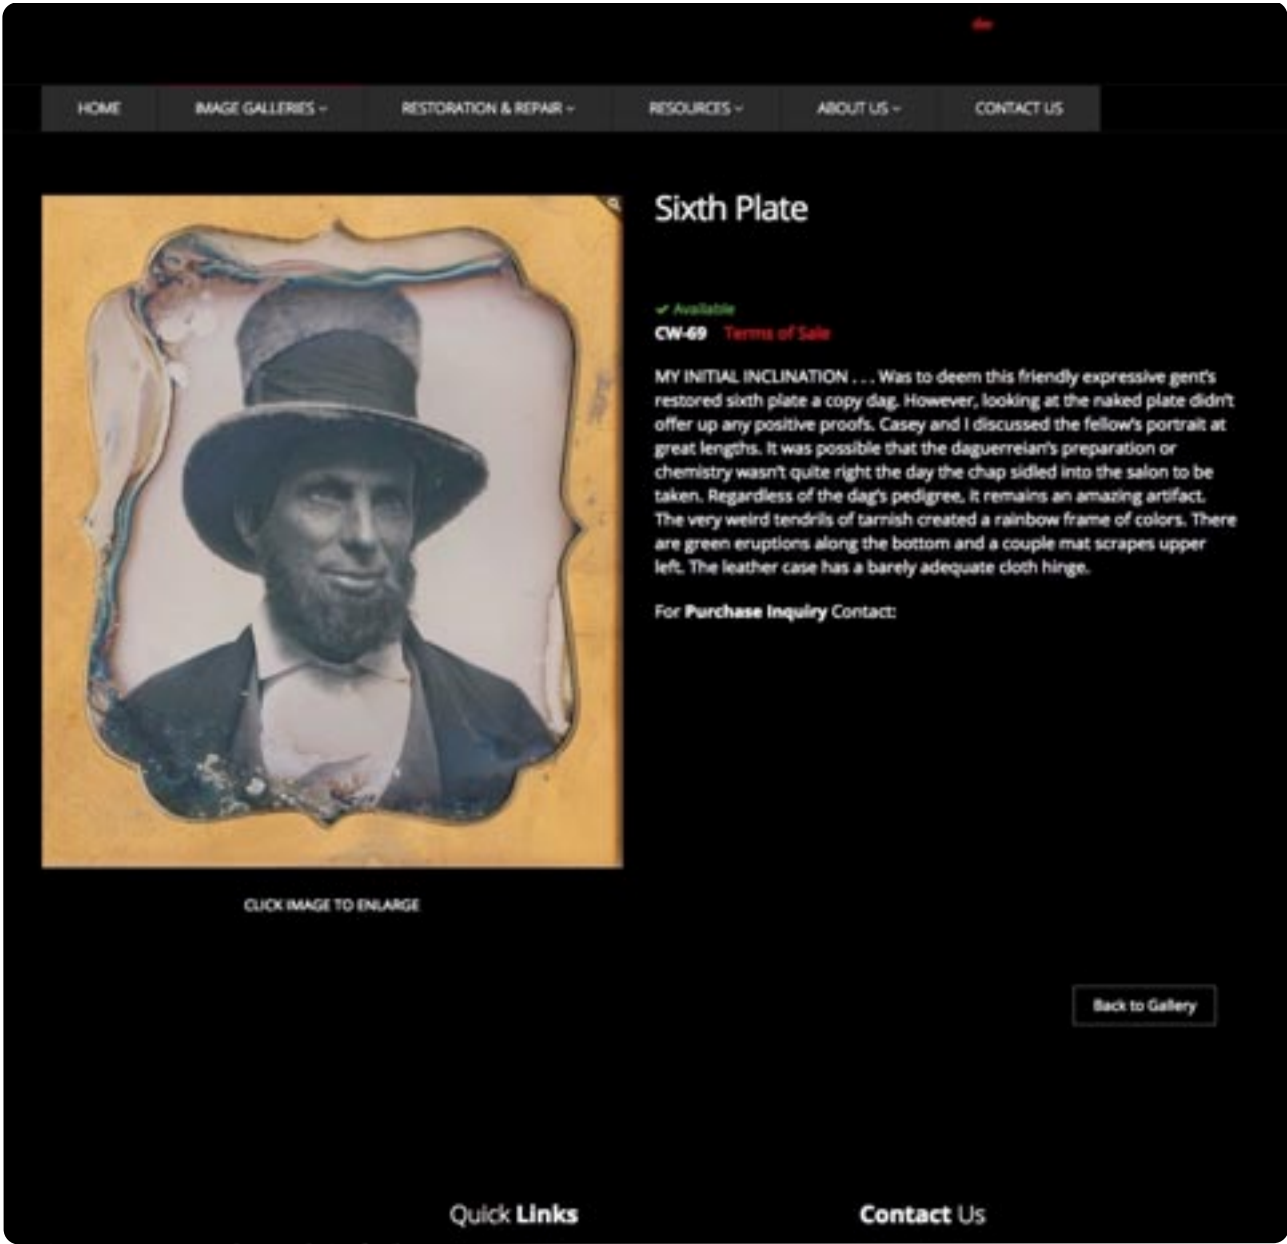 HOME
IMAGE GALLERIES
RESTORATION & REPAIR
RESOURCES
ABOUT US
CONTACT US
Sixth Plate
Available
CW-69 Terms of Sale
MY INITIAL INCLINATION . . . Was to deem this friendly expressive gent's
restored sixth plate a copy dag. However, looking at the naked plate didn't
offer up any positive proofs. Casey and I discussed the fellow's portrait at
great lengths. It was possible that the daguerreian's preparation or
chemistry wasn't quite right the day the chap sidled into the salon to be
taken. Regardless of the dag's pedigree, it remains an amazing artifact.
The very weird tendrils of tarnish created a rainbow frame of colors. There
are green eruptions along the bottom and a couple mat scrapes upper
left. The leather case has a barely adequate cloth hinge.
For Purchase Inquiry Contact:
CLICK IMAGE TO ENLARGE
Back to Gallery
Quick Links
Contact Us